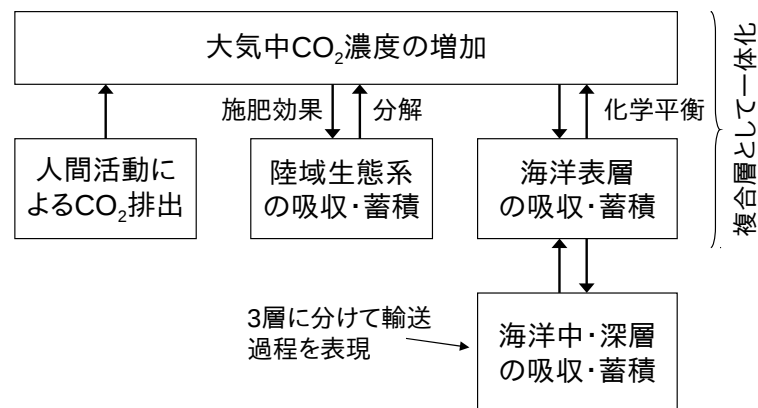 大気中CO₂濃度の増加
施肥効果
分解
化学平衡
人間活動に
よるCO₂排出
陸域生態系
の吸収・蓄積
海洋表層
の吸収・蓄積
複合層として一体化
3層に分けて輸送
過程を表現
海洋中・深層
の吸収・蓄積